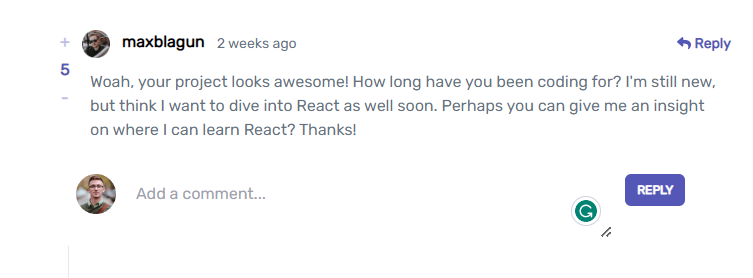 +
maxblagun 2 weeks ago Reply
5
Woah, your project looks awesome! How long have you been coding for? I'm still new,
-
but think I want to dive into React as well soon. Perhaps you can give me an insight
on where I can learn React? Thanks!
Add a comment... REPLY